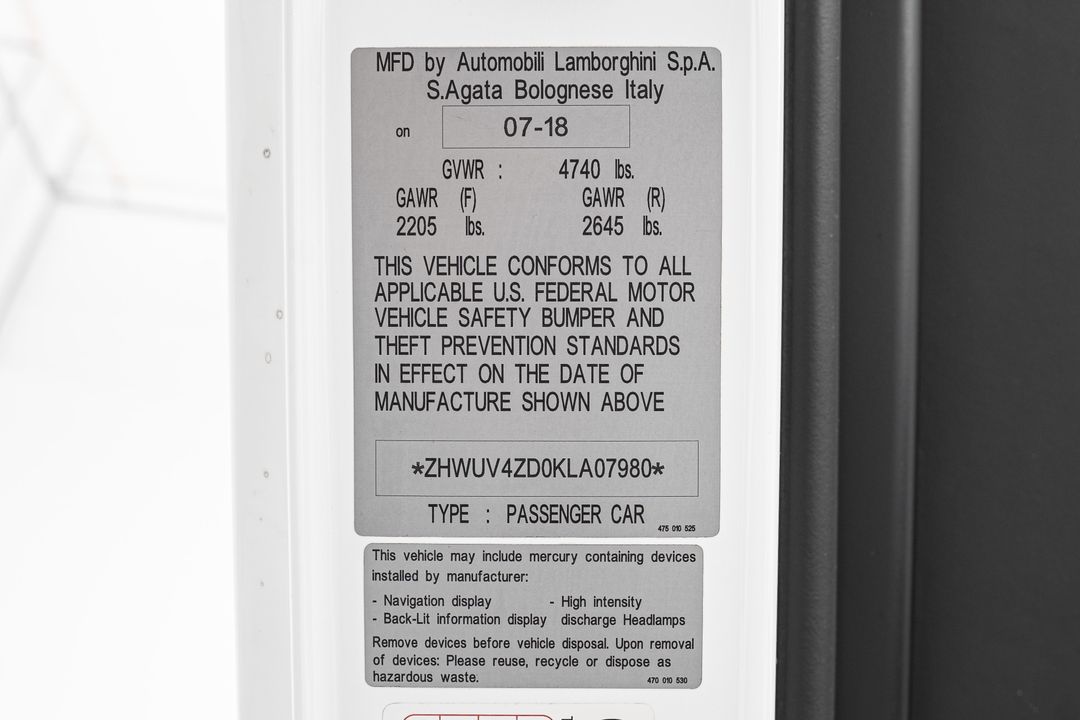 MFD by Automobili Lamborghini S.p.A.
S.Agata Bolognese Italy
on 07-18
GVWR : 4740 lbs.
GAWR (F) GAWR (R)
2205 lbs. 2645 lbs.
THIS VEHICLE CONFORMS TO ALL
APPLICABLE U.S. FEDERAL MOTOR
VEHICLE SAFETY BUMPER AND
THEFT PREVENTION STANDARDS
IN EFFECT ON THE DATE OF
MANUFACTURE SHOWN ABOVE
*ZHWUV4ZD0KLA07980*
TYPE : PASSENGER CAR
475 010 525
This vehicle may include mercury containing devices
installed by manufacturer:
- Navigation display - High intensity
- Back-Lit information display discharge Headlamps
Remove devices before vehicle disposal. Upon removal
of devices: Please reuse, recycle or dispose as
hazardous waste.
470 010 530